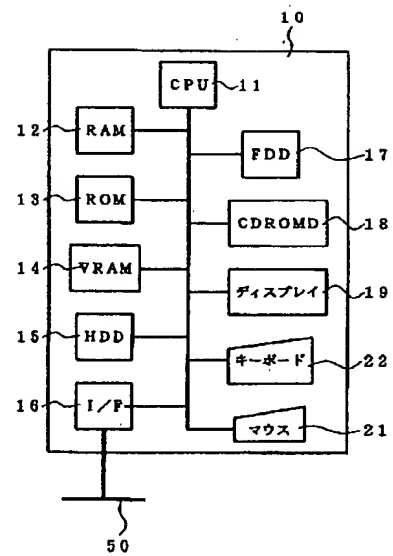 10
CPU 11
12 RAM
FDD 17
13 ROM
CDROMD 18
14 VRAM
ディスプレイ 19
15 HDD
キーボード 22
16 I/F
マウス 21
50